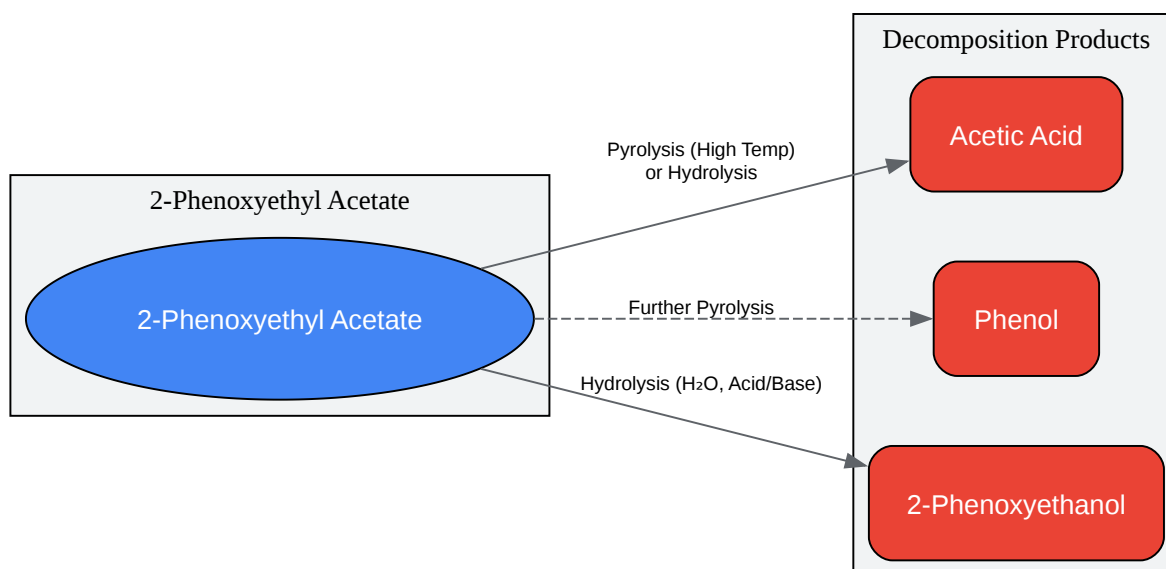 Decomposition Products
Acetic Acid
Pyrolysis (High Temp)
or Hydrolysis
2-Phenoxyethyl Acetate
2-Phenoxyethyl Acetate
Further Pyrolysis
Phenol
Hydrolysis (H₂O, Acid/Base)
2-Phenoxyethanol